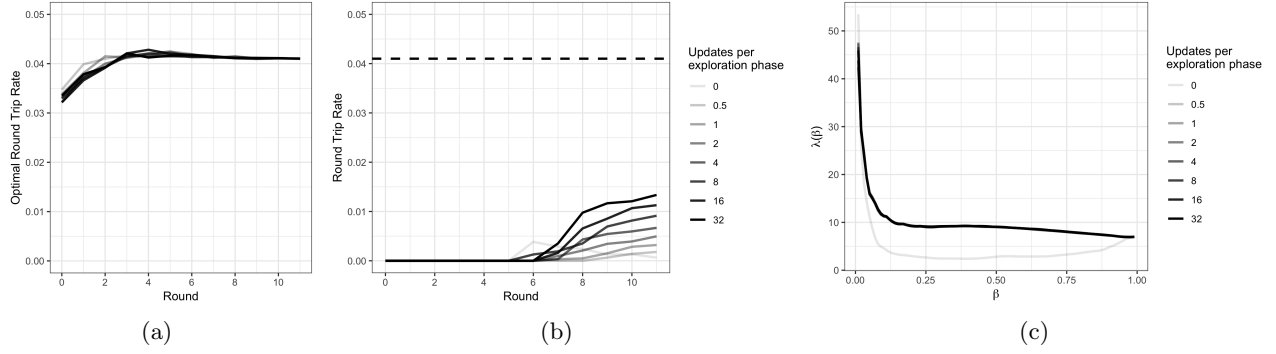 0.05
0.04
0.03
0.02
0.01
0.00
Optimal Round Trip Rate
0 2 4 6 8 10
Round
(a)
0.05
0.04
0.03
0.02
0.01
0.00
Round Trip Rate
0 2 4 6 8 10
Round
(b)
Updates per
exploration phase
0
0.5
1
2
4
8
16
32
50
40
30
20
10
0
λ(β)
0.00 0.25 0.50 0.75 1.00
β
(c)
Updates per
exploration phase
0
0.5
1
2
4
8
16
32